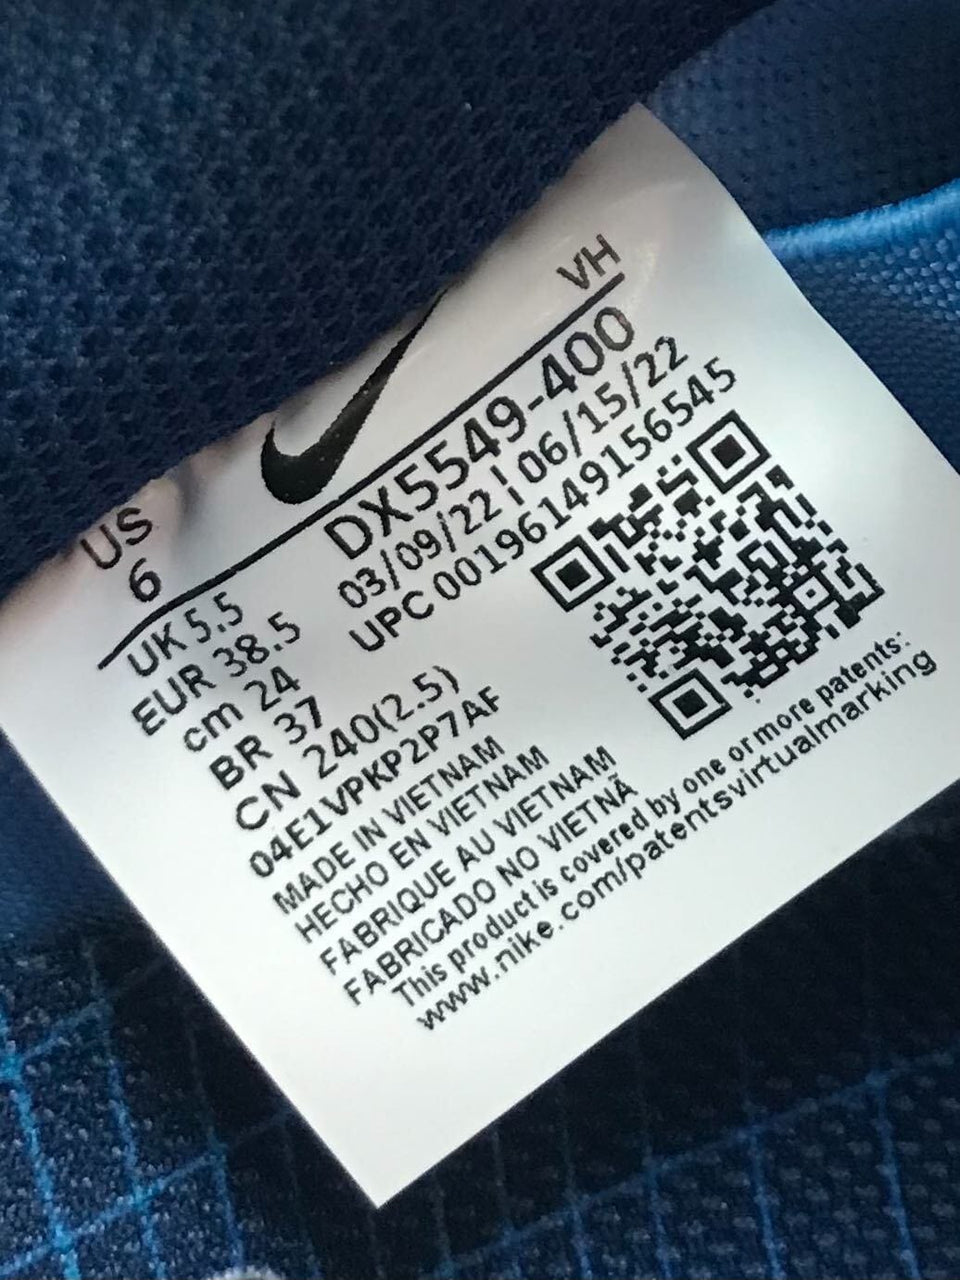 VH
US
6
DX5549-400
03/09/22 | 06/15/22
UPC 00196149156545
UK 5.5
EUR 38.5
cm 24
BR 37
CN 240(2.5)
04E1VPKP2P7AF
MADE IN VIETNAM
HECHO EN VIETNAM
FABRIQUE AU VIETNAM
FABRICADO NO VIETNÃ
This product is covered by one or more patents:
www.nike.com/patentsvirtualmarking